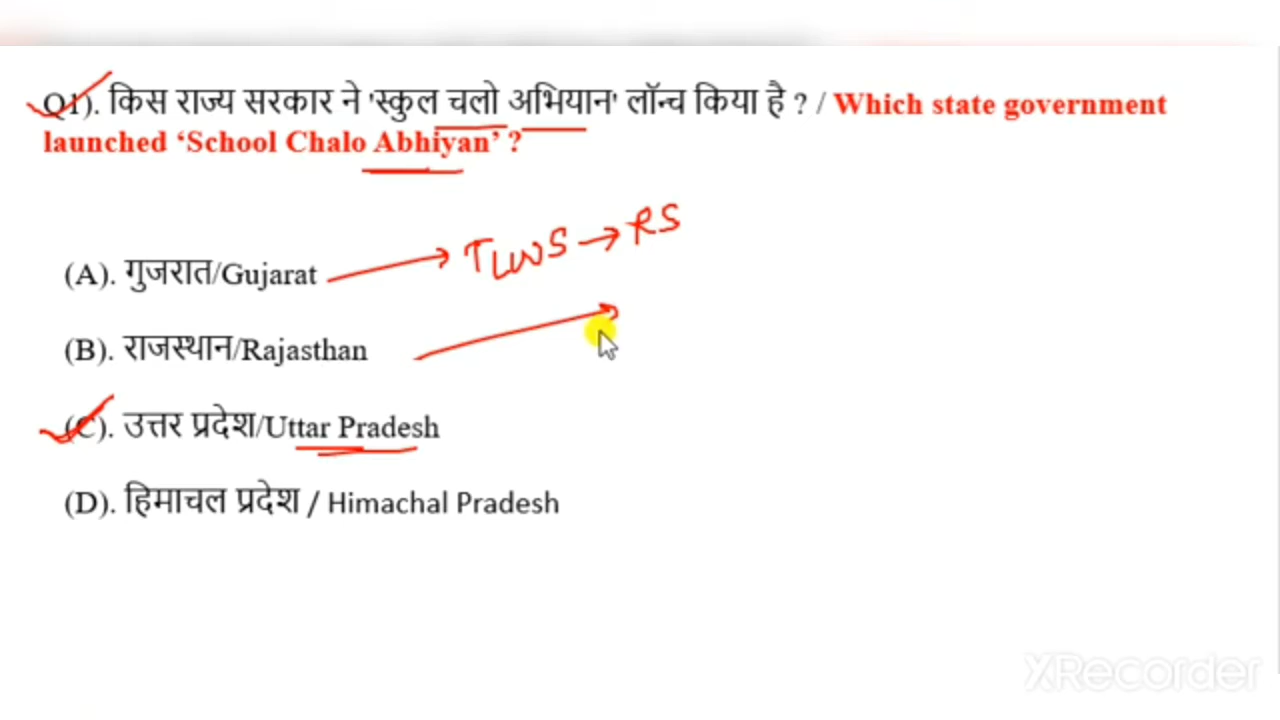 Q1). किस राज्य सरकार ने 'स्कुल चलो अभियान' लॉन्च किया है ? / Which state government
launched ‘School Chalo Abhiyan’ ?
(A). गुजरात/Gujarat → TLWS → RS
(B). राजस्थान/Rajasthan
(C). उत्तर प्रदेश/Uttar Pradesh
(D). हिमाचल प्रदेश / Himachal Pradesh
XRecorder